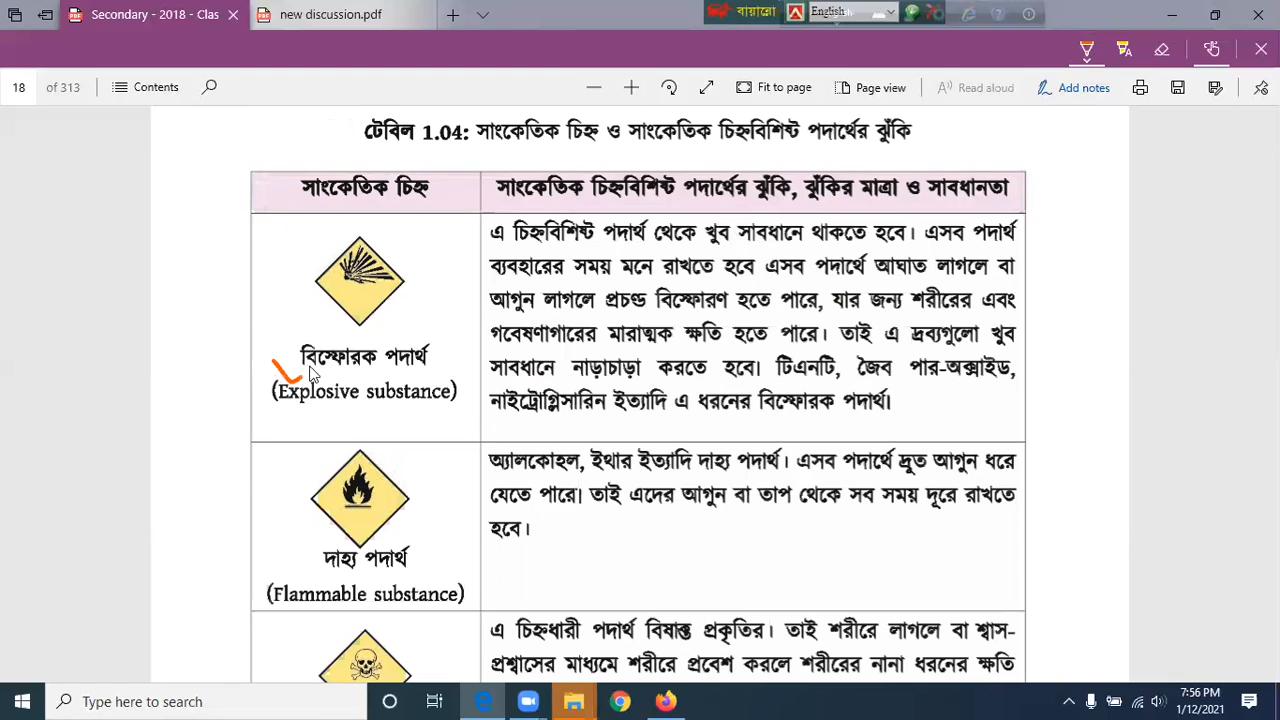 Secondary - 2018 - Clas
new discussion.pdf
বায়ান্নো
English
18 of 313
Contents
Fit to page
Page view
Read aloud
Add notes
টেবিল 1.04: সাংকেতিক চিহ্ন ও সাংকেতিক চিহ্নবিশিষ্ট পদার্থের ঝুঁকি
সাংকেতিক চিহ্ন
সাংকেতিক চিহ্নবিশিষ্ট পদার্থের ঝুঁকি, ঝুঁকির মাত্রা ও সাবধানতা
বিস্ফোরক পদার্থ
(Explosive substance)
এ চিহ্নবিশিষ্ট পদার্থ থেকে খুব সাবধানে থাকতে হবে। এসব পদার্থ
ব্যবহারের সময় মনে রাখতে হবে এসব পদার্থে আঘাত লাগলে বা
আগুন লাগলে প্রচণ্ড বিস্ফোরণ হতে পারে, যার জন্য শরীরের এবং
গবেষণাগারের মারাত্মক ক্ষতি হতে পারে। তাই এ দ্রব্যগুলো খুব
সাবধানে নাড়াচাড়া করতে হবে। টিএনটি, জৈব পার-অক্সাইড,
নাইট্রোগ্লিসারিন ইত্যাদি এ ধরনের বিস্ফোরক পদার্থ।
দাহ্য পদার্থ
(Flammable substance)
অ্যালকোহল, ইথার ইত্যাদি দাহ্য পদার্থ। এসব পদার্থে দ্রুত আগুন ধরে
যেতে পারে। তাই এদের আগুন বা তাপ থেকে সব সময় দূরে রাখতে
হবে।
এ চিহ্নধারী পদার্থ বিষাক্ত প্রকৃতির। তাই শরীরে লাগলে বা শ্বাস-
প্রশ্বাসের মাধ্যমে শরীরে প্রবেশ করলে শরীরের নানা ধরনের ক্ষতি
Type here to search
7:56 PM
1/12/2021